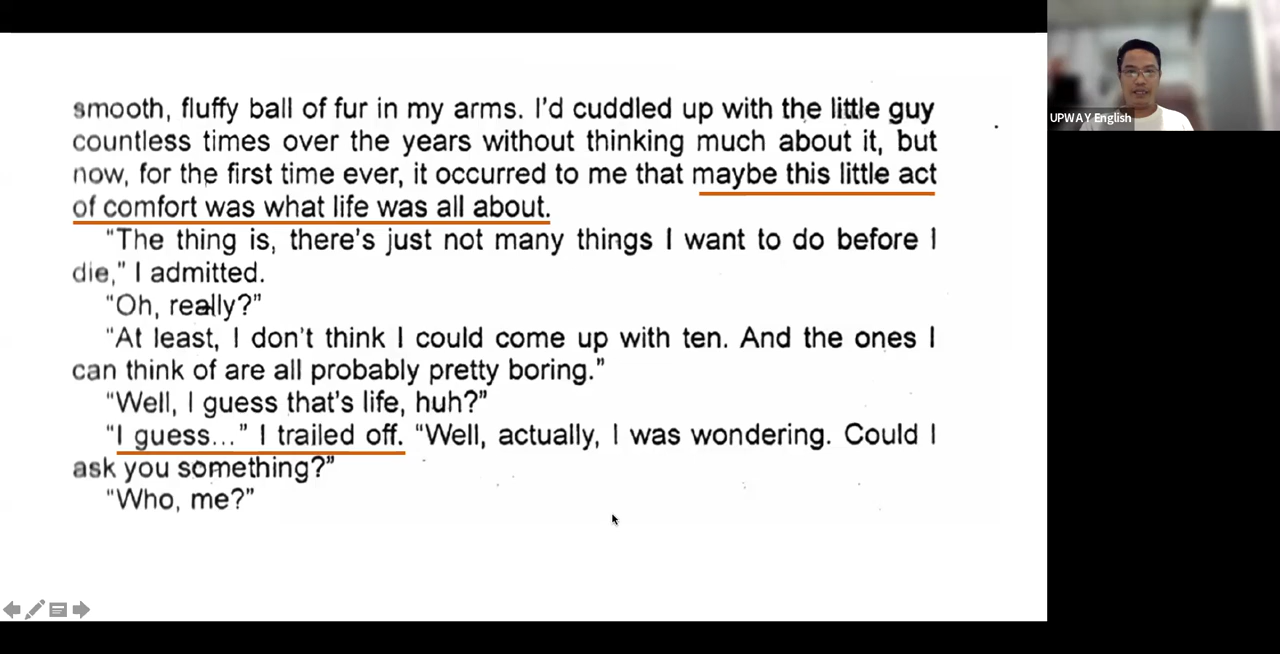 smooth, fluffy ball of fur in my arms. I'd cuddled up with the little guy
countless times over the years without thinking much about it, but
now, for the first time ever, it occurred to me that maybe this little act
of comfort was what life was all about.
"The thing is, there's just not many things I want to do before I
die," I admitted.
"Oh, really?"
"At least, I don't think I could come up with ten. And the ones I
can think of are all probably pretty boring."
"Well, I guess that's life, huh?"
"I guess..." I trailed off. "Well, actually, I was wondering. Could I
ask you something?"
"Who, me?"
UPWAY English